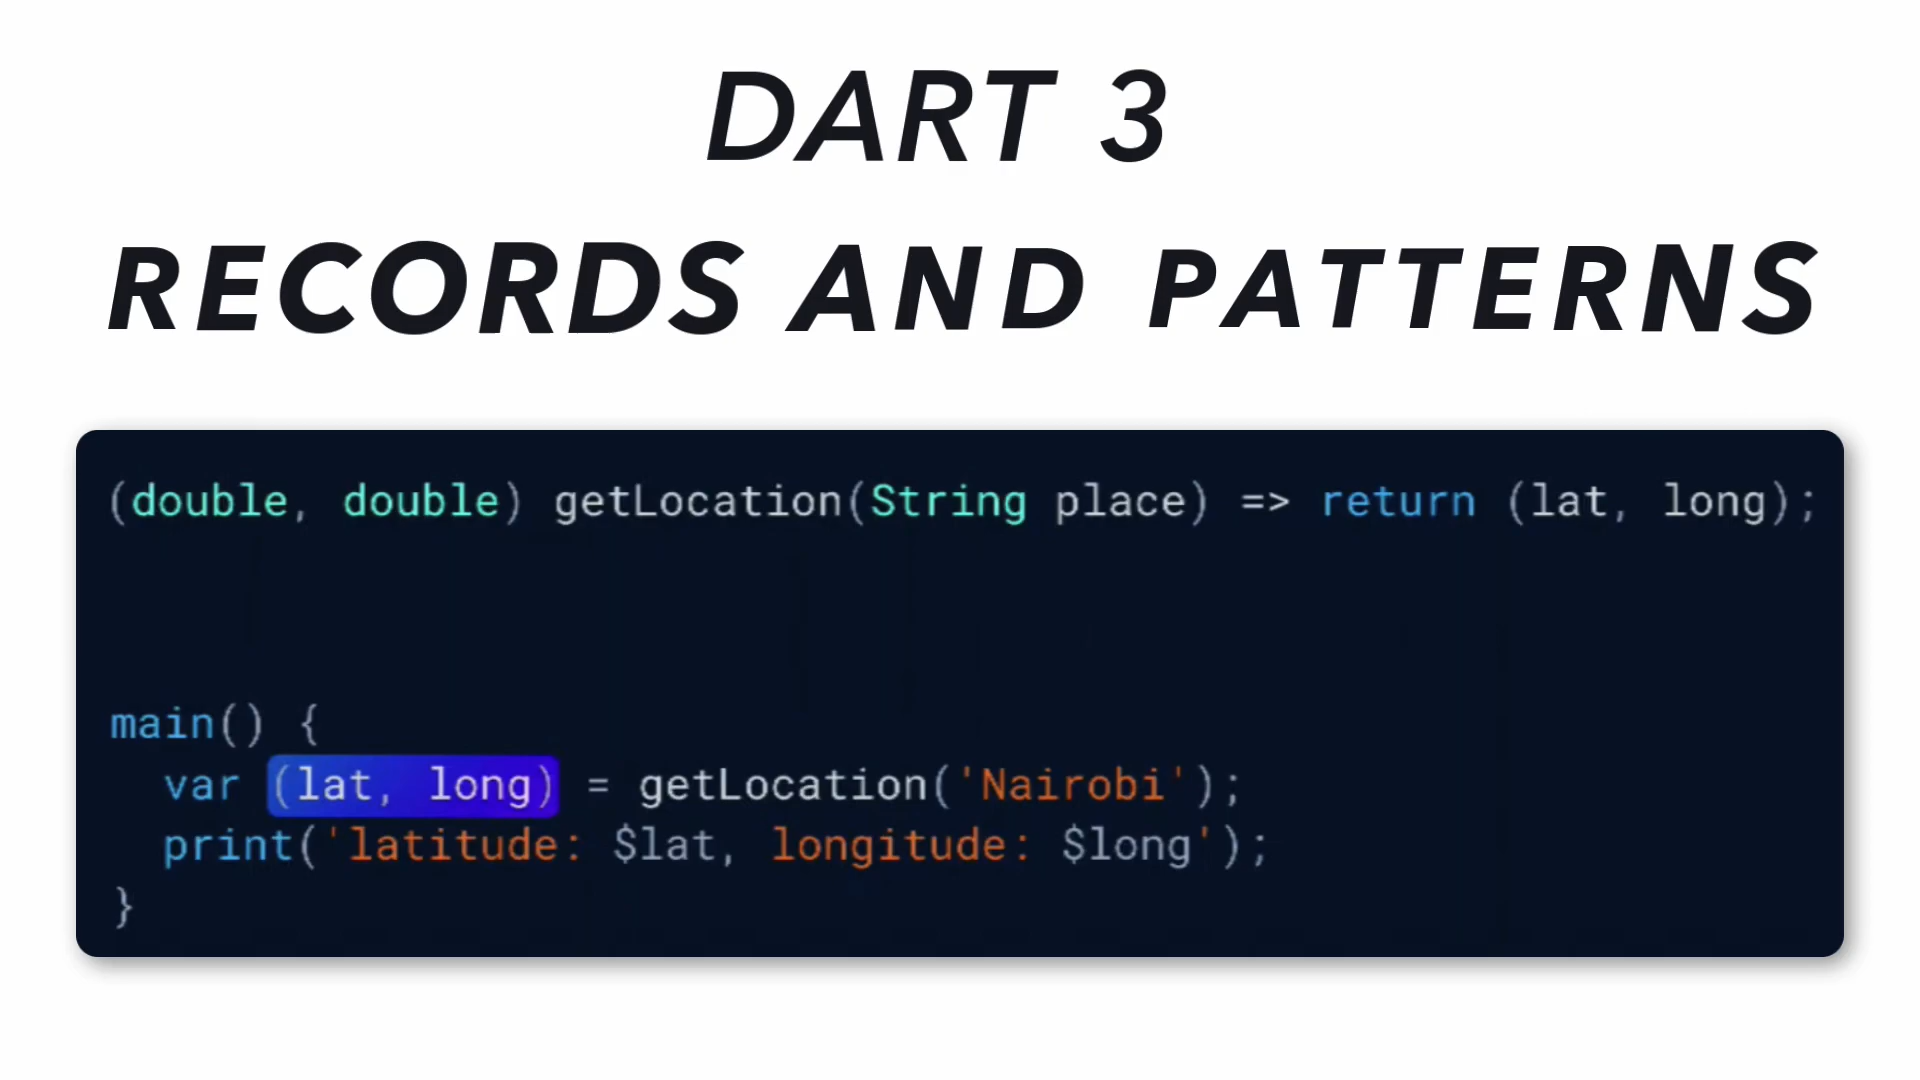 DART 3
RECORDS AND PATTERNS
(double, double) getLocation(String place) => return (lat, long);
main() {
var (lat, long) = getLocation('Nairobi');
print('latitude: $lat, longitude: $long');
}